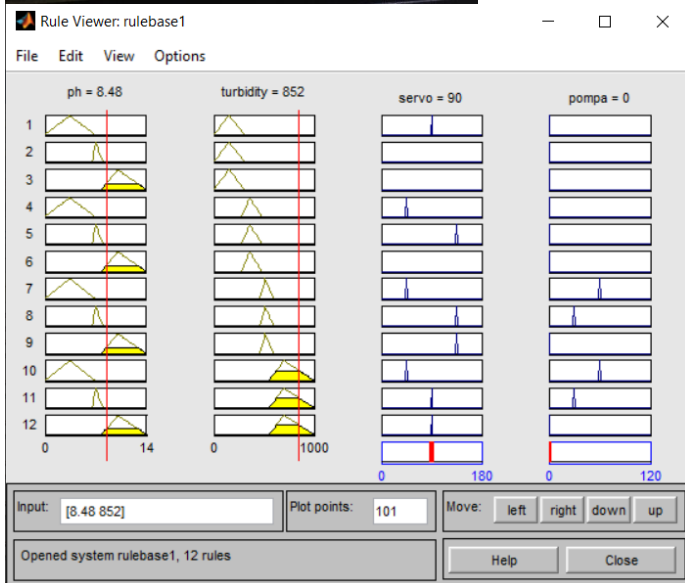 Rule Viewer: rulebase1
File Edit View Options
ph = 8.48 turbidity = 852 servo = 90 pompa = 0
1
2
3
4
5
6
7
8
9
10
11
12
0 14 0 1000
0 180 0 120
Input: [8.48 852] Plot points: 101 Move: left right down up
Opened system rulebase1, 12 rules Help Close